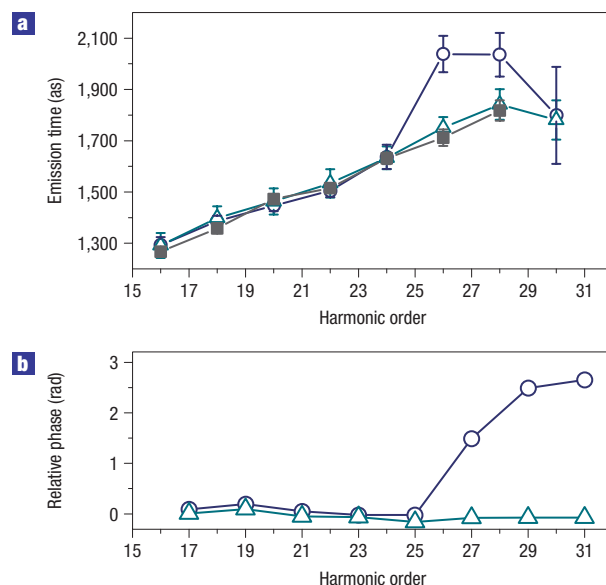 a
2,100
1,900
1,700
1,500
1,300
Emission time (as)
15 17 19 21 23 25 27 29 31
Harmonic order
b
3
2
1
0
Relative phase (rad)
15 17 19 21 23 25 27 29 31
Harmonic order